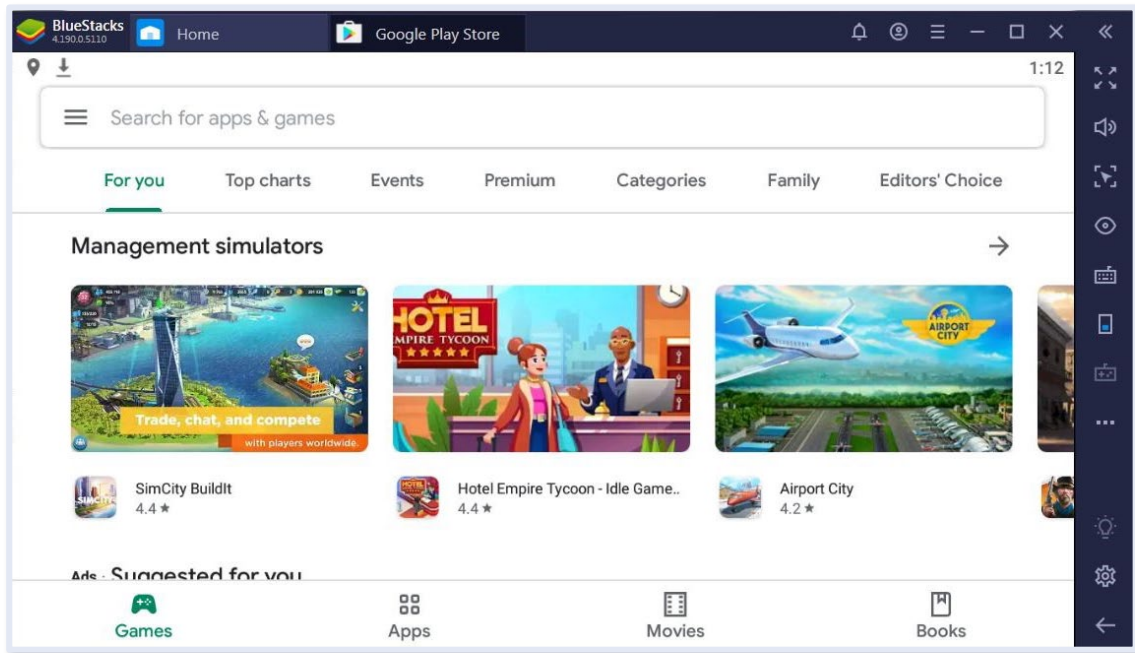 BlueStacks
4.190.0.5110
Home
Google Play Store
1:12
Search for apps & games
For you
Top charts
Events
Premium
Categories
Family
Editors' Choice
Management simulators
Trade, chat, and compete
with players worldwide.
HOTEL
MPIRE TYCOON
AIRPORT
CITY
SimCity BuildIt
4.4 ★
Hotel Empire Tycoon - Idle Game..
4.4 ★
Airport City
4.2 ★
Ads · Suggested for you
Games
Apps
Movies
Books